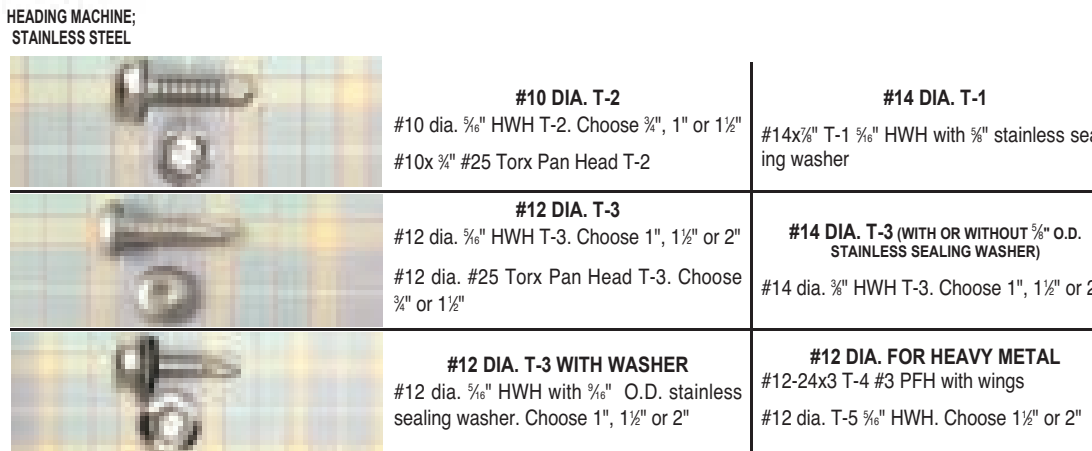 HEADING MACHINE;
STAINLESS STEEL
#10 DIA. T-2
#10 dia. ⁵⁄₁₆" HWH T-2. Choose ¾", 1" or 1½"
#10x ¾" #25 Torx Pan Head T-2
#14 DIA. T-1
#14x⅞" T-1 ⁵⁄₁₆" HWH with ⅝" stainless sea
ing washer
#12 DIA. T-3
#12 dia. ⁵⁄₁₆" HWH T-3. Choose 1", 1½" or 2"
#12 dia. #25 Torx Pan Head T-3. Choose
¾" or 1½"
#14 DIA. T-3 (WITH OR WITHOUT ⅝" O.D.
STAINLESS SEALING WASHER)
#14 dia. ⅜" HWH T-3. Choose 1", 1½" or 2
#12 DIA. T-3 WITH WASHER
#12 dia. ⁵⁄₁₆" HWH with ⁹⁄₁₆" O.D. stainless
sealing washer. Choose 1", 1½" or 2"
#12 DIA. FOR HEAVY METAL
#12-24x3 T-4 #3 PFH with wings
#12 dia. T-5 ⁵⁄₁₆" HWH. Choose 1½" or 2"